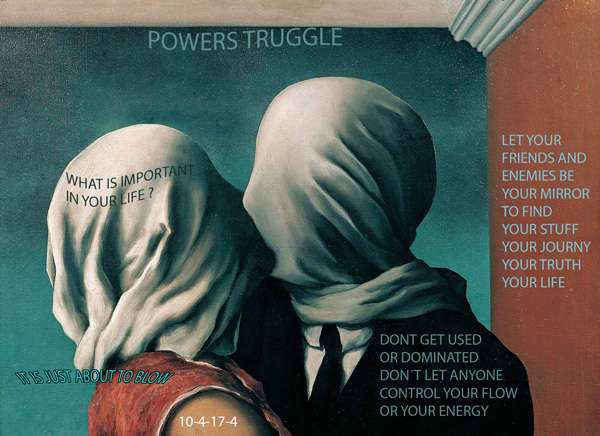 POWERS TRUGGLE
WHAT IS IMPORTANT
IN YOUR LIFE ?
LET YOUR
FRIENDS AND
ENEMIES BE
YOUR MIRROR
TO FIND
YOUR STUFF
YOUR JOURNY
YOUR TRUTH
YOUR LIFE
DONT GET USED
OR DOMINATED
DON´T LET ANYONE
CONTROL YOUR FLOW
OR YOUR ENERGY
IT IS JUST ABOUT TO BLOW
10-4-17-4